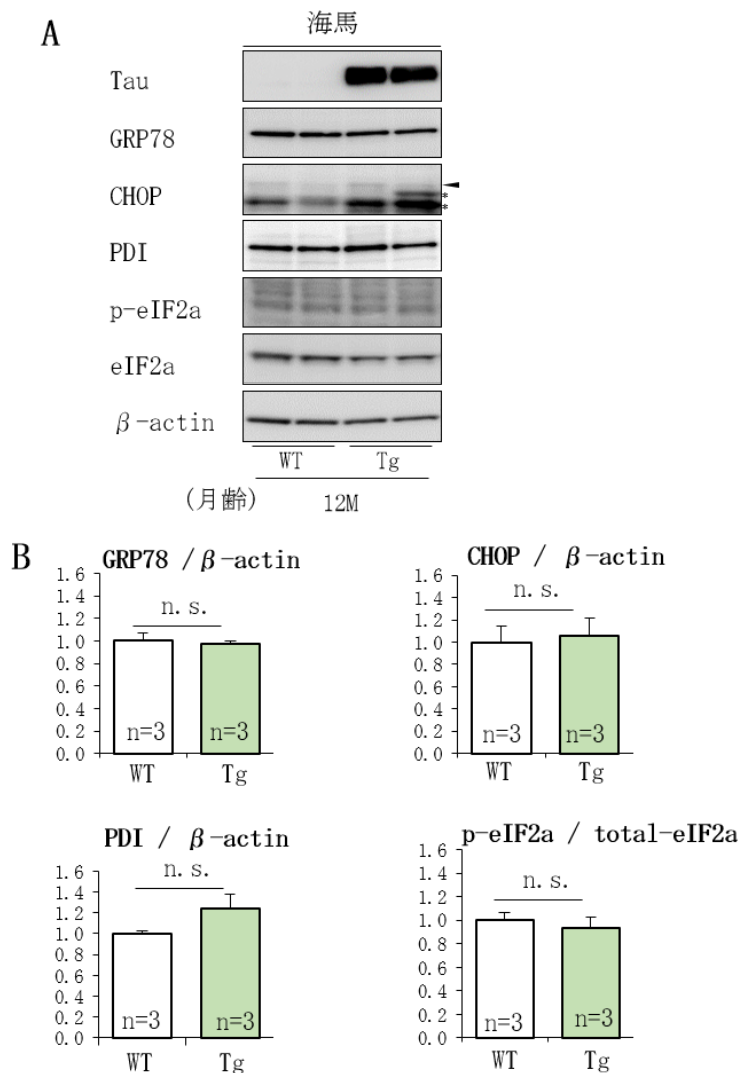 A
海馬
Tau
GRP78
CHOP
*
*
PDI
p-eIF2a
eIF2a
β-actin
WT Tg
(月齢) 12M
B
GRP78 / β-actin
1.6
1.4
1.2
1.0
0.8
0.6
0.4
0.2
0.0
n.s.
n=3 n=3
WT Tg
CHOP / β-actin
1.6
1.4
1.2
1.0
0.8
0.6
0.4
0.2
0.0
n.s.
n=3 n=3
WT Tg
PDI / β-actin
1.6
1.4
1.2
1.0
0.8
0.6
0.4
0.2
0.0
n.s.
n=3 n=3
WT Tg
p-eIF2a / total-eIF2a
1.6
1.4
1.2
1.0
0.8
0.6
0.4
0.2
0.0
n.s.
n=3 n=3
WT Tg